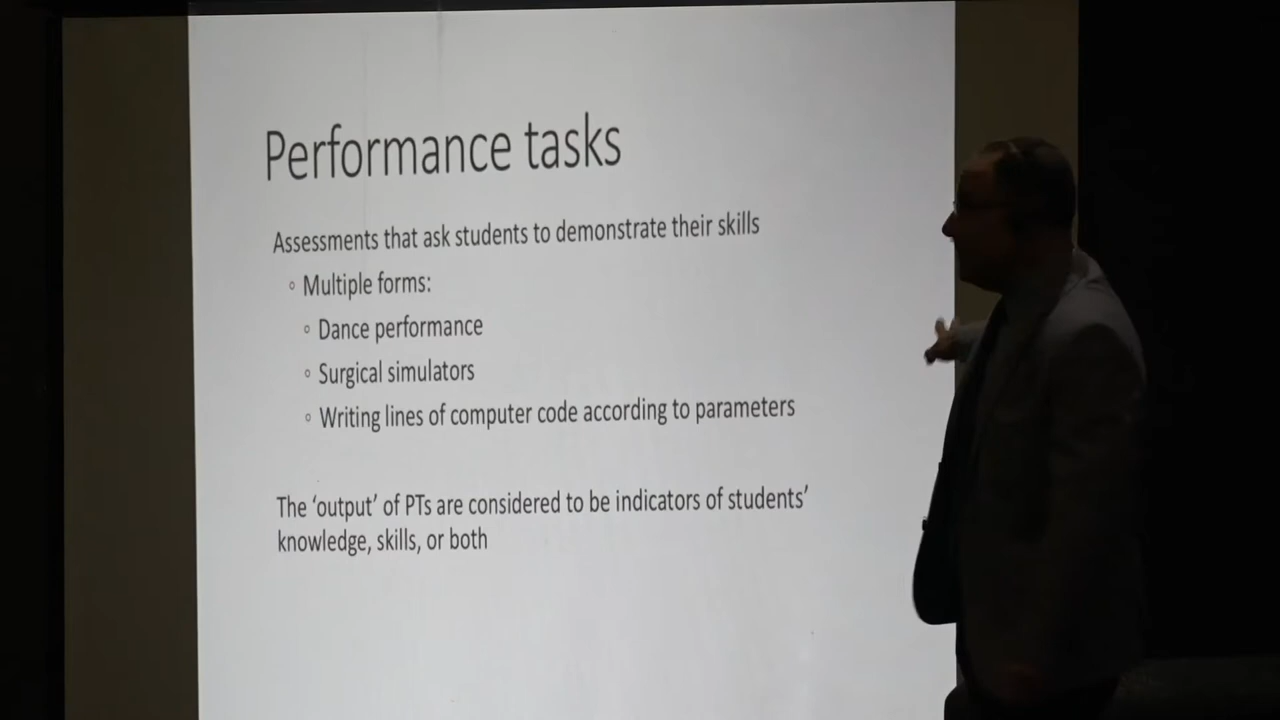 Performance tasks
Assessments that ask students to demonstrate their skills
◦ Multiple forms:
◦ Dance performance
◦ Surgical simulators
◦ Writing lines of computer code according to parameters
The ‘output’ of PTs are considered to be indicators of students’
knowledge, skills, or both